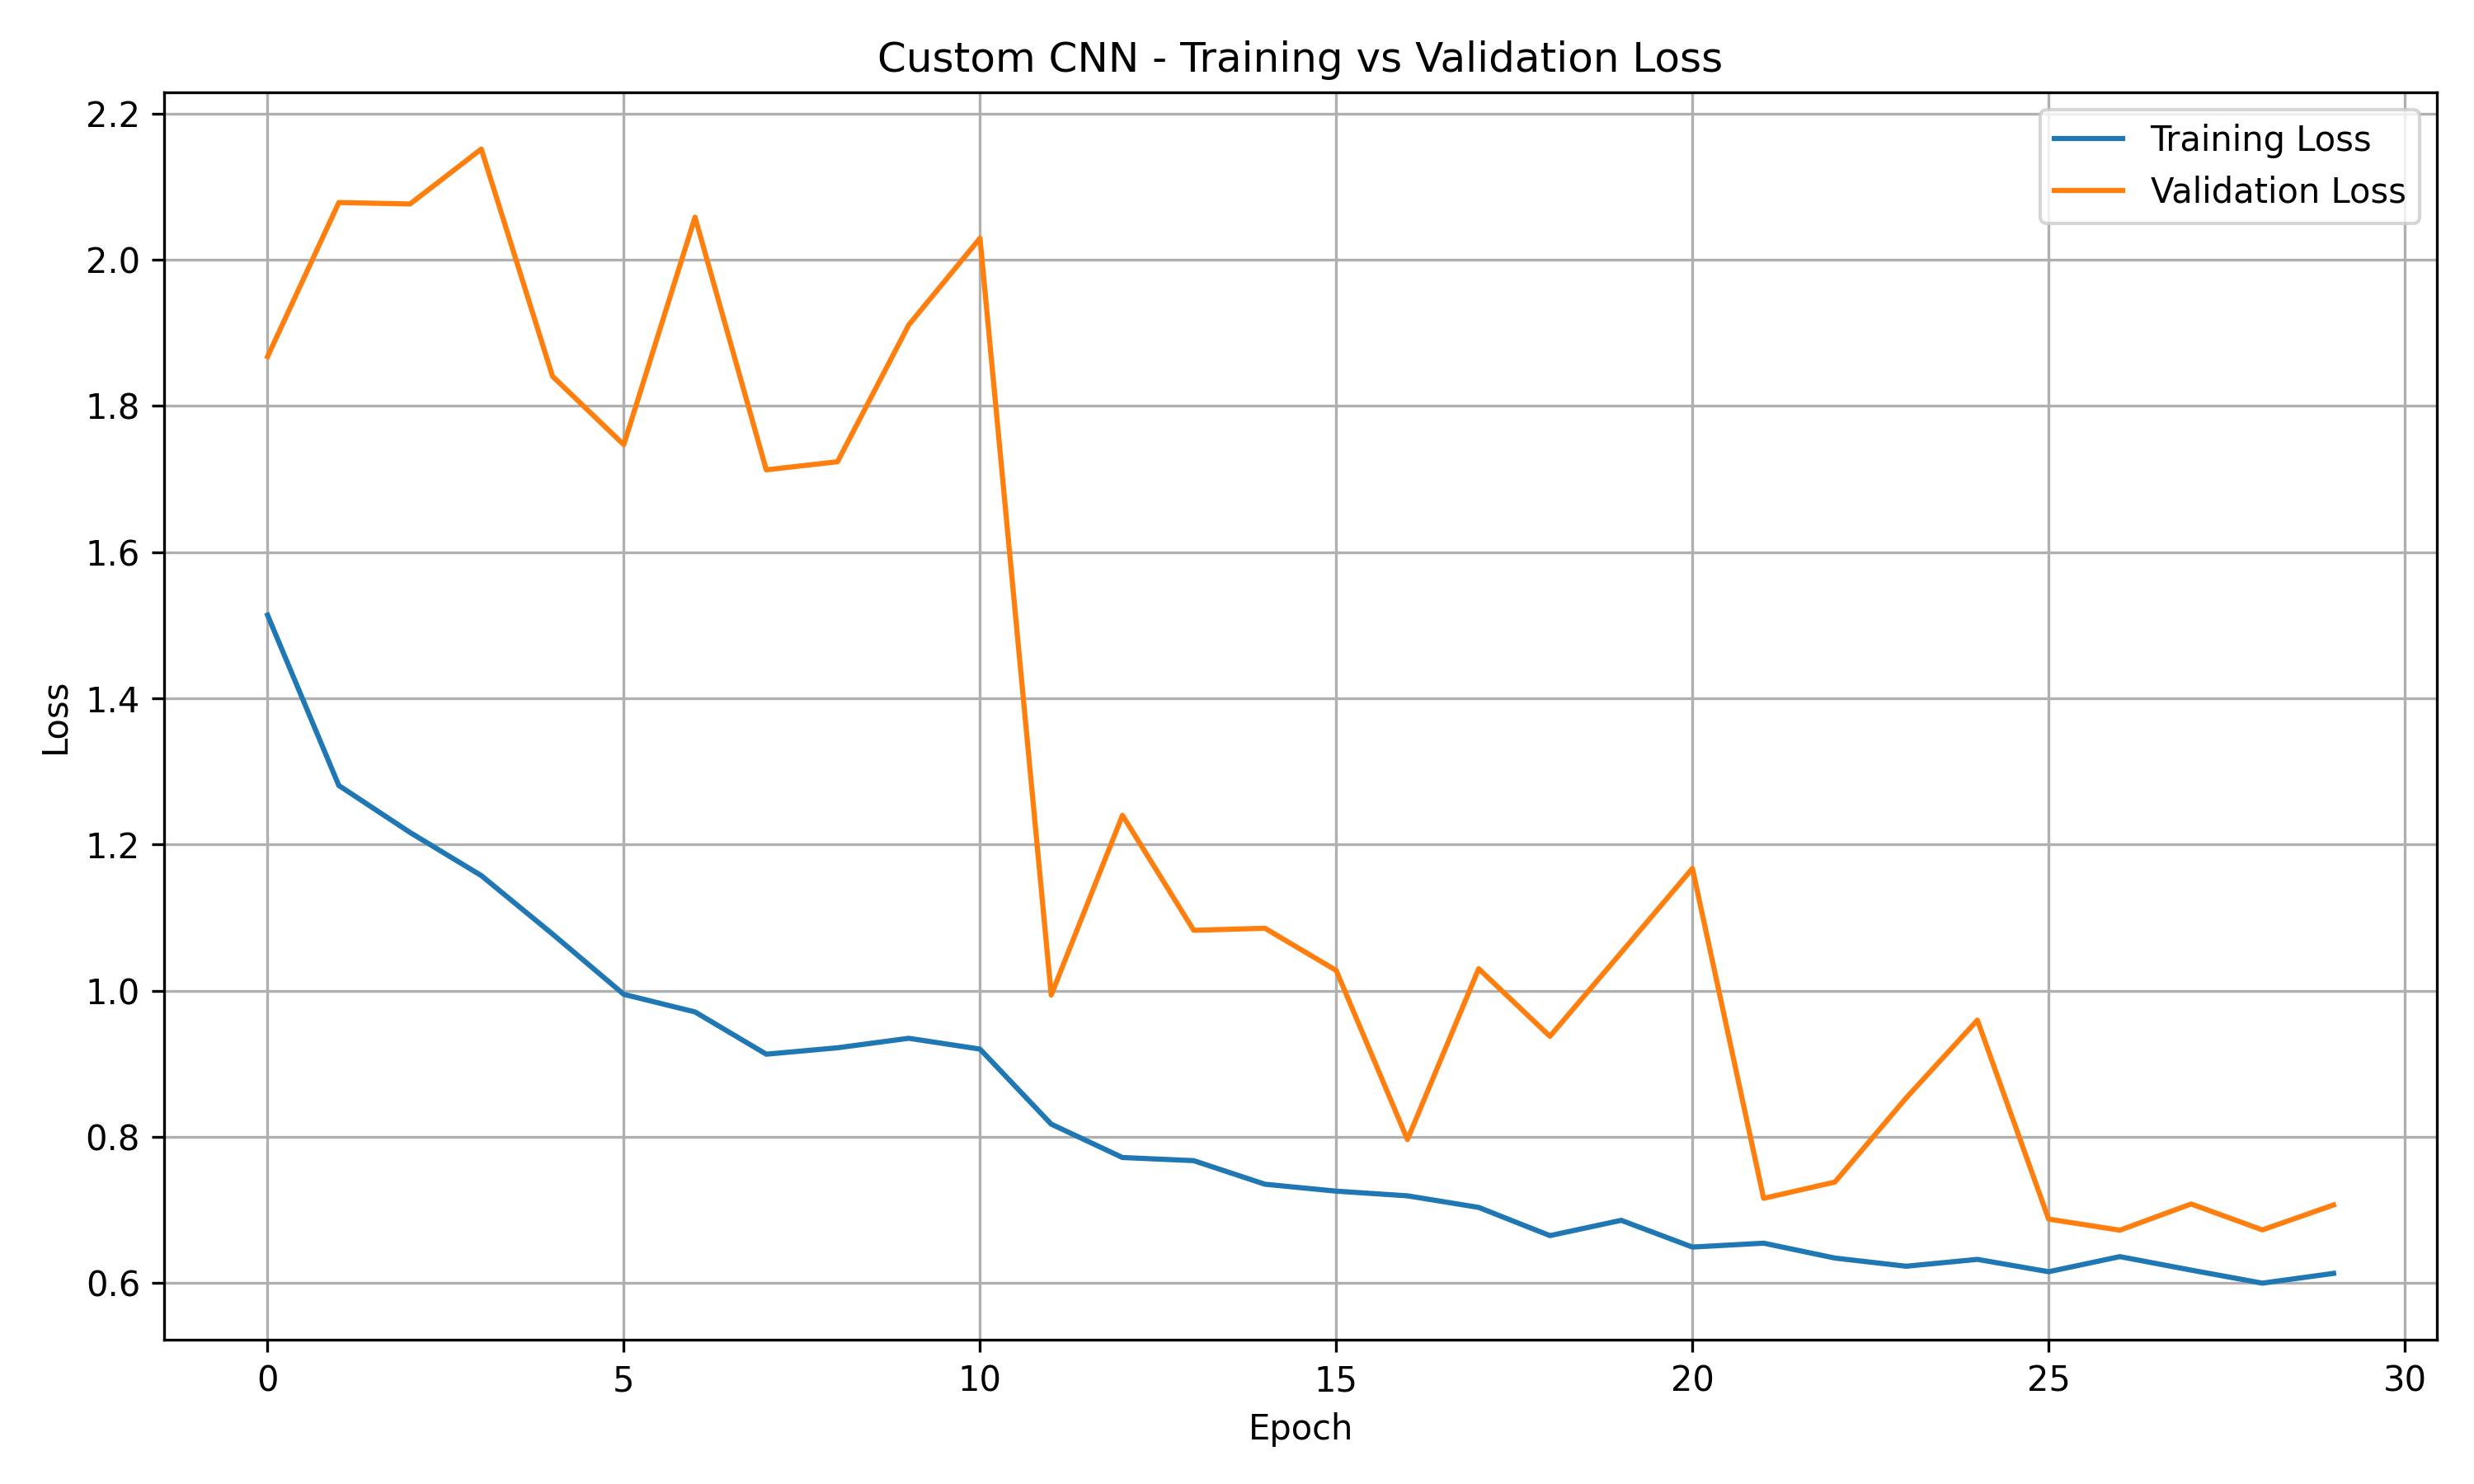 Custom CNN - Training vs Validation Loss
Training Loss
Validation Loss
2.2
2.0
1.8
1.6
1.4
1.2
1.0
0.8
0.6
Loss
0 5 10 15 20 25 30
Epoch